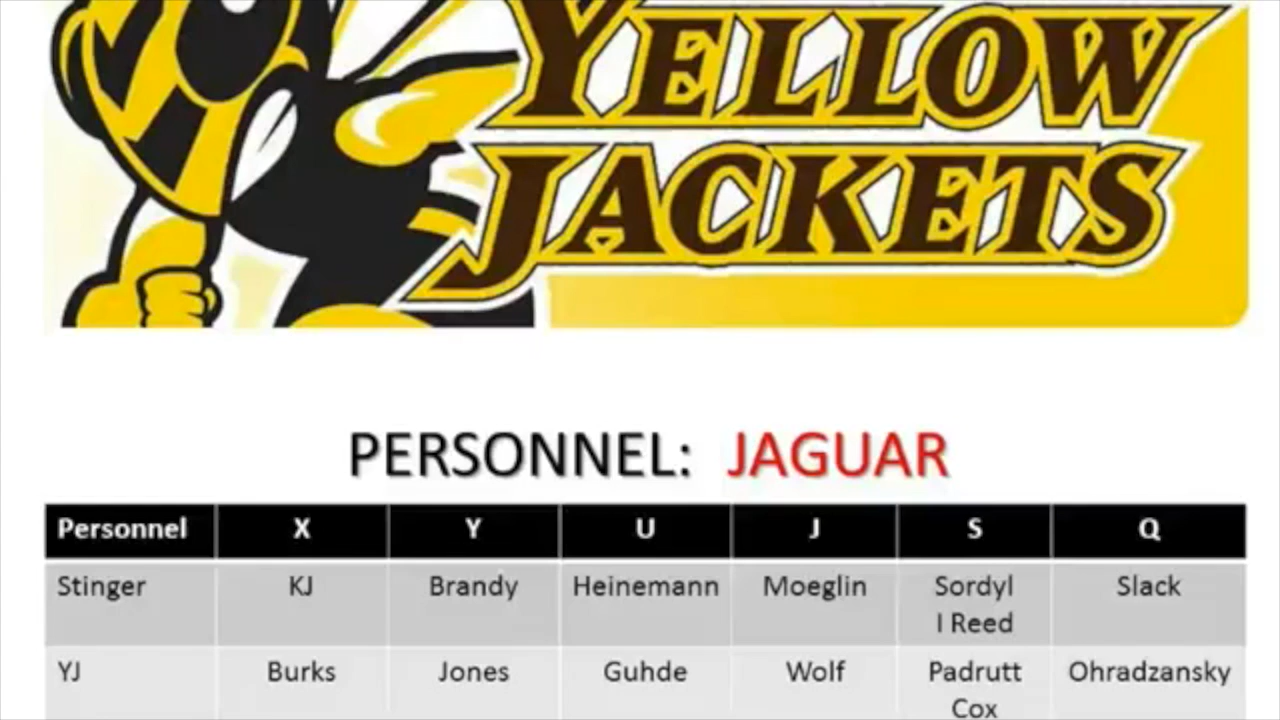 YELLOW
JACKETS
PERSONNEL: JAGUAR
Personnel X Y U J S Q
Stinger KJ Brandy Heinemann Moeglin Sordyl Slack
I Reed
YJ Burks Jones Guhde Wolf Padrutt Ohradzansky
Cox